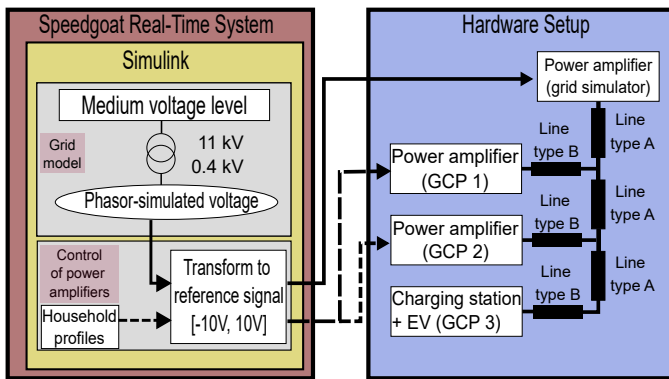 Speedgoat Real-Time System
Simulink
Medium voltage level
Grid
model
11 kV
0.4 kV
Phasor-simulated voltage
Control
of power
amplifiers
Household
profiles
Transform to
reference signal
[-10V, 10V]
Hardware Setup
Power amplifier
(grid simulator)
Line
type A
Line
type B
Power amplifier
(GCP 1)
Line
type A
Line
type B
Power amplifier
(GCP 2)
Line
type A
Line
type B
Charging station
+ EV (GCP 3)